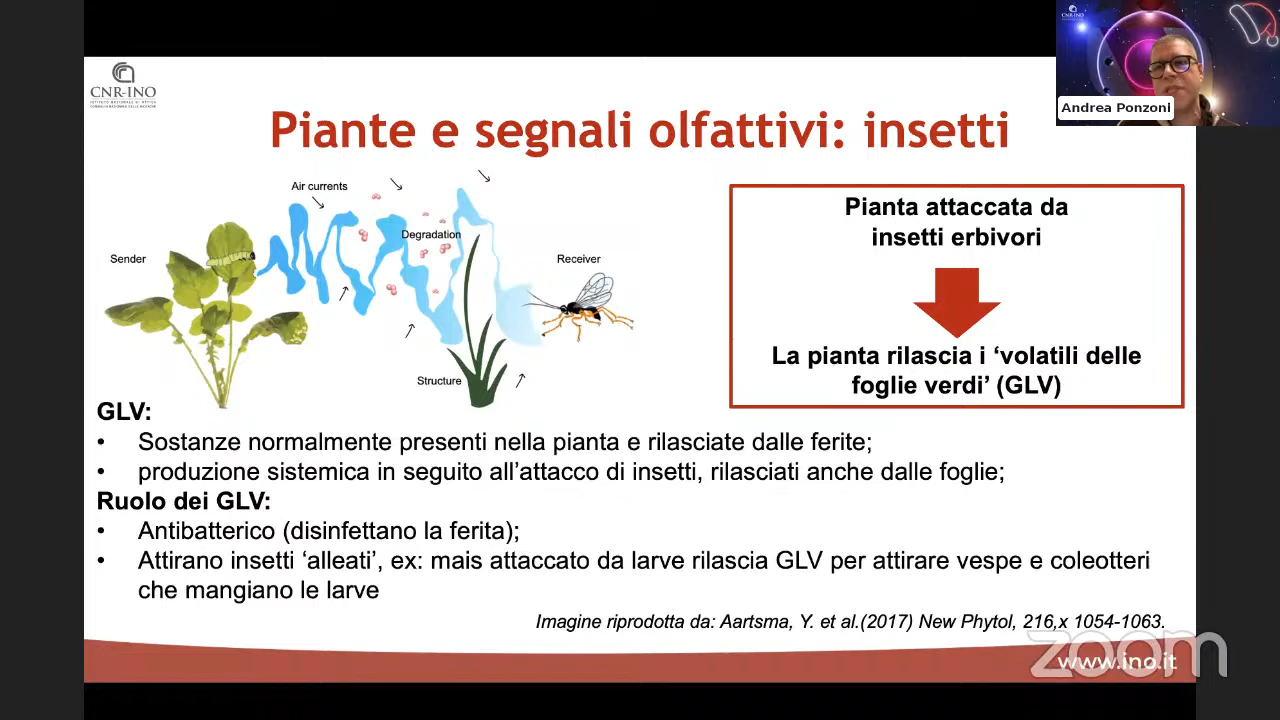 CNR-INO
Andrea Ponzoni
CNR-INO
ISTITUTO NAZIONALE DI OTTICA
CONSIGLIO NAZIONALE DELLE RICERCHE
Piante e segnali olfattivi: insetti
Air currents
Degradation
Sender
Receiver
Structure
Pianta attaccata da
insetti erbivori
La pianta rilascia i ‘volatili delle
foglie verdi’ (GLV)
GLV:
• Sostanze normalmente presenti nella pianta e rilasciate dalle ferite;
• produzione sistemica in seguito all’attacco di insetti, rilasciati anche dalle foglie;
Ruolo dei GLV:
• Antibatterico (disinfettano la ferita);
• Attirano insetti ‘alleati’, ex: mais attaccato da larve rilascia GLV per attirare vespe e coleotteri
che mangiano le larve
Imagine riprodotta da: Aartsma, Y. et al.(2017) New Phytol, 216,x 1054-1063.
zoom
www.ino.it